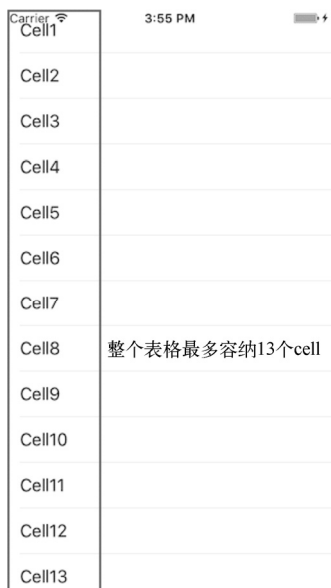 Carrier 3:55 PM
Cell1
Cell2
Cell3
Cell4
Cell5
Cell6
Cell7
Cell8 整个表格最多容纳13个cell
Cell9
Cell10
Cell11
Cell12
Cell13